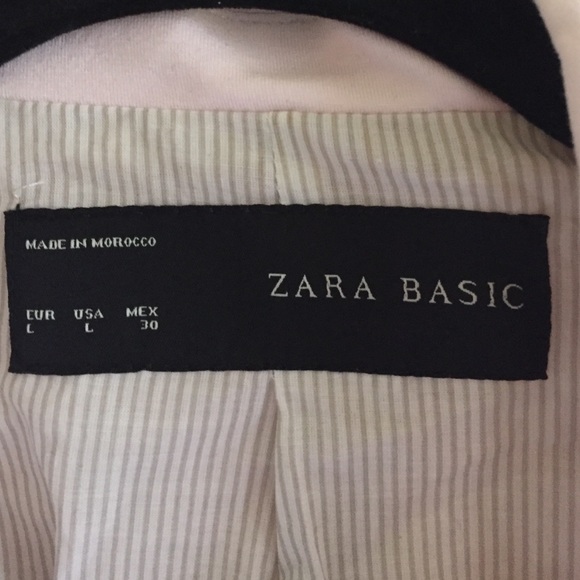 MADE IN MOROCCO
ZARA BASIC
EUR USA MEX
L L 30